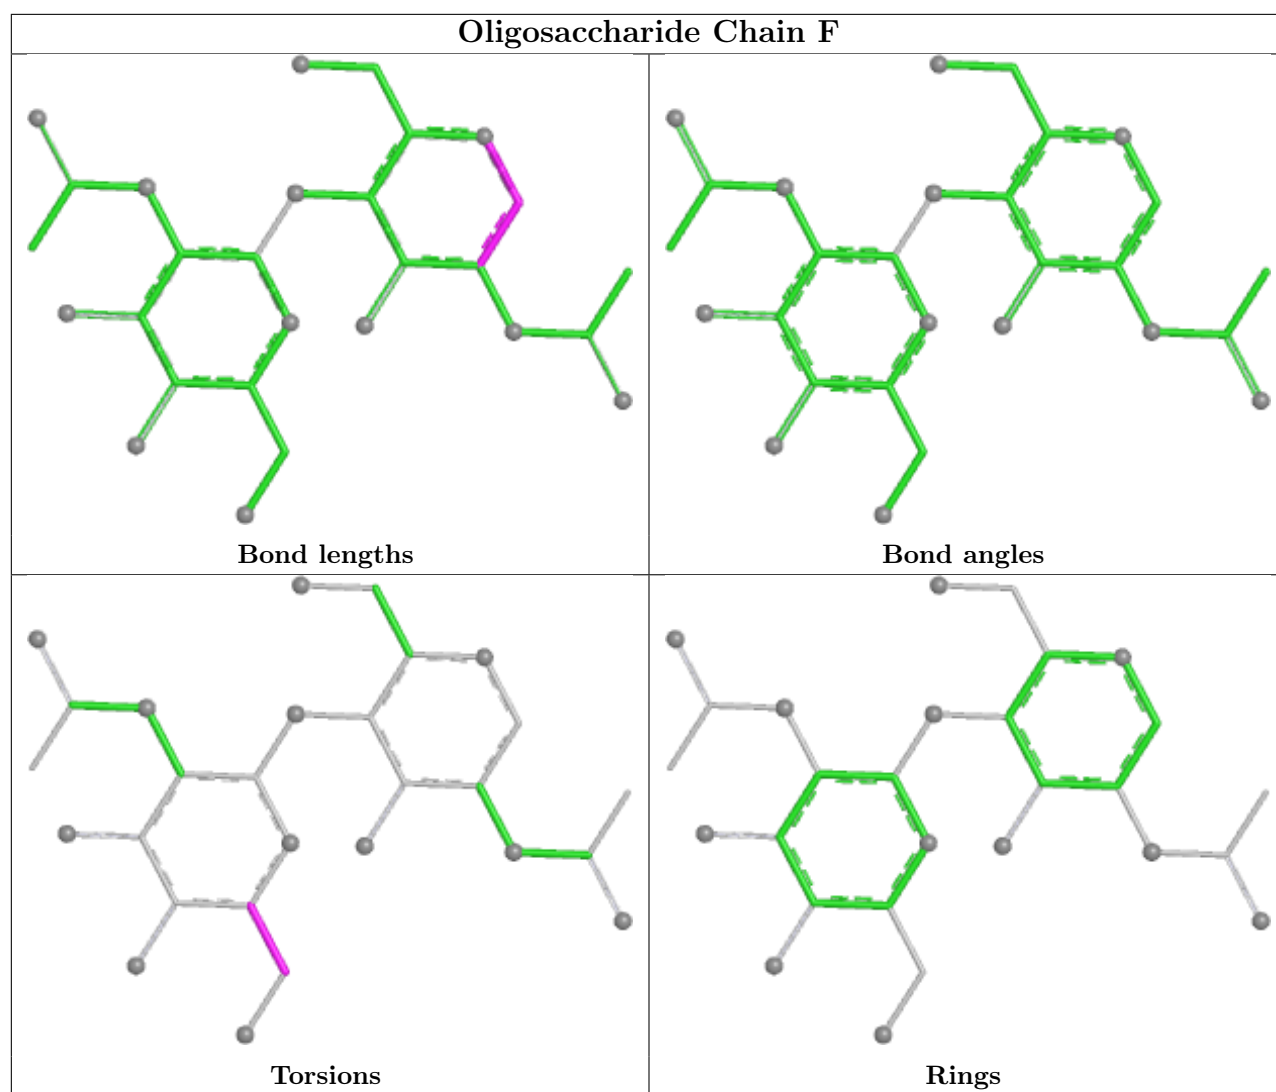 Oligosaccharide Chain F
Bond lengths
Bond angles
Torsions
Rings